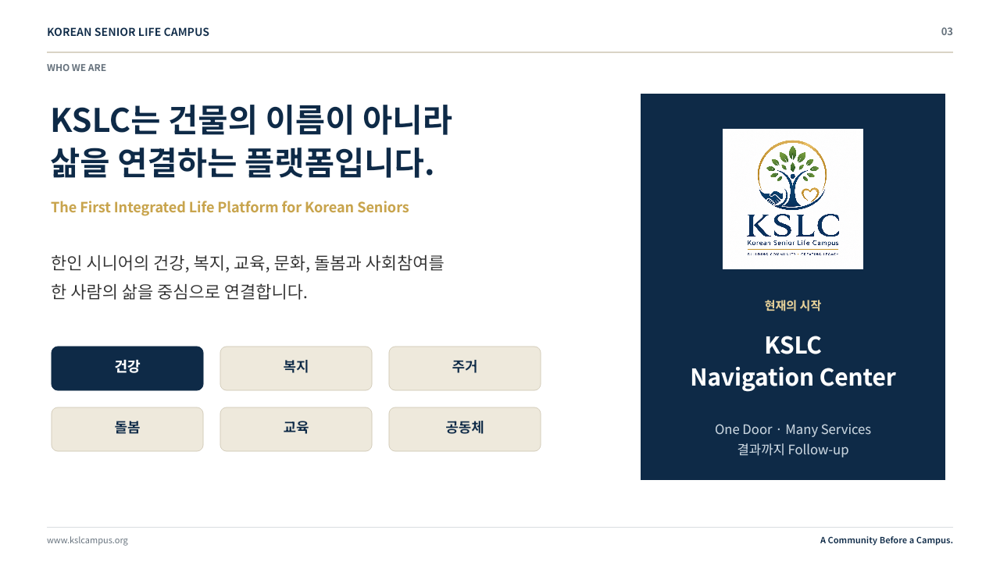 KOREAN SENIOR LIFE CAMPUS
03
WHO WE ARE
KSLC는 건물의 이름이 아니라
삶을 연결하는 플랫폼입니다.
The First Integrated Life Platform for Korean Seniors
한인 시니어의 건강, 복지, 교육, 문화, 돌봄과 사회참여를
한 사람의 삶을 중심으로 연결합니다.
건강
복지
주거
돌봄
교육
공동체
KSLC
Korean Senior Life Campus
BUILDING COMMUNITY · CREATING LEGACY
현재의 시작
KSLC
Navigation Center
One Door · Many Services
결과까지 Follow-up
www.kslcampus.org
A Community Before a Campus.